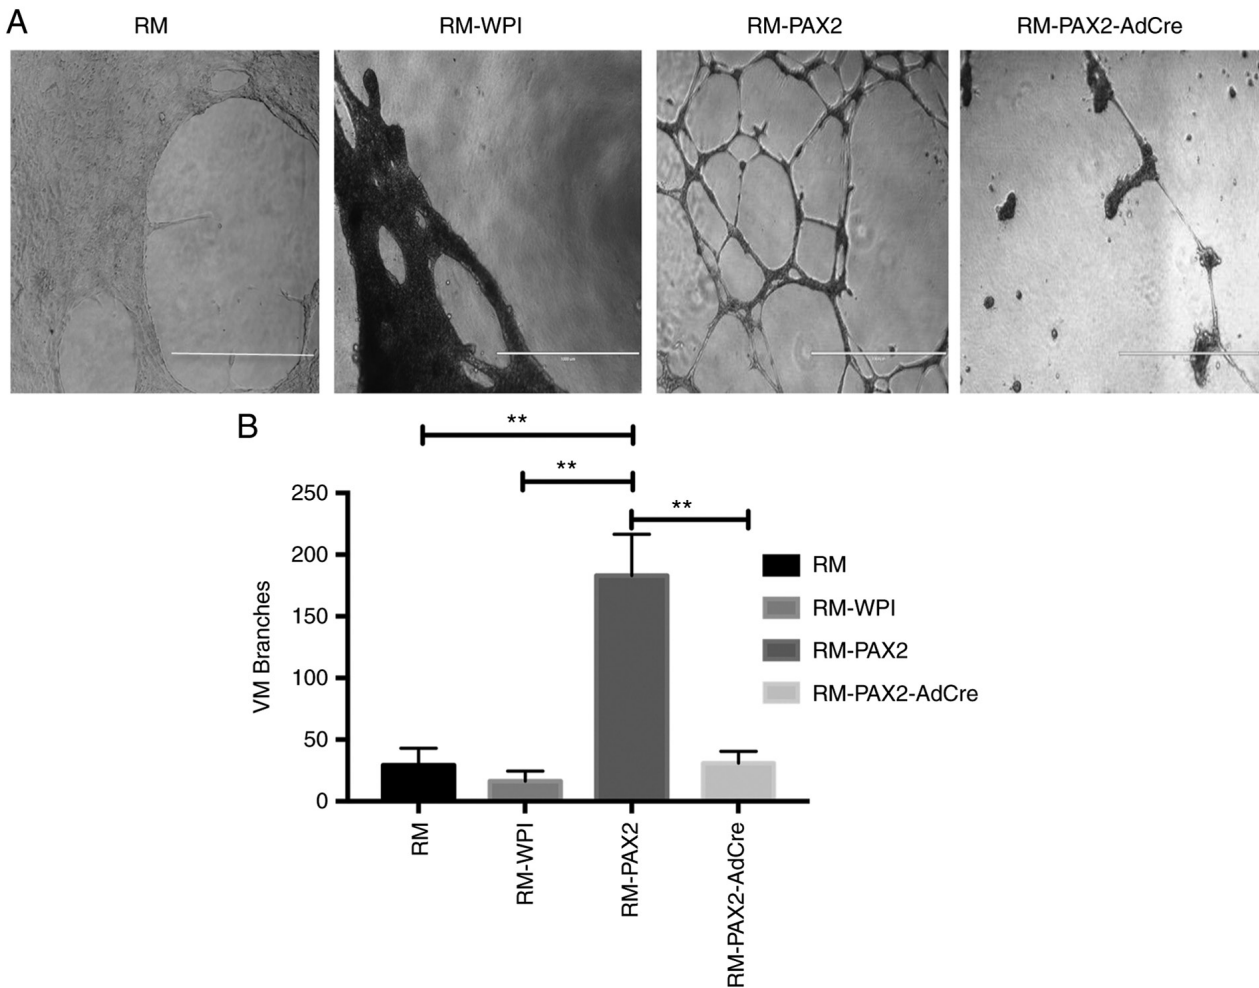 A
RM
RM-WPI
RM-PAX2
RM-PAX2-AdCre
B
**
**
**
250
200
150
100
50
0
VM Branches
RM
RM-WPI
RM-PAX2
RM-PAX2-AdCre
RM
RM-WPI
RM-PAX2
RM-PAX2-AdCre